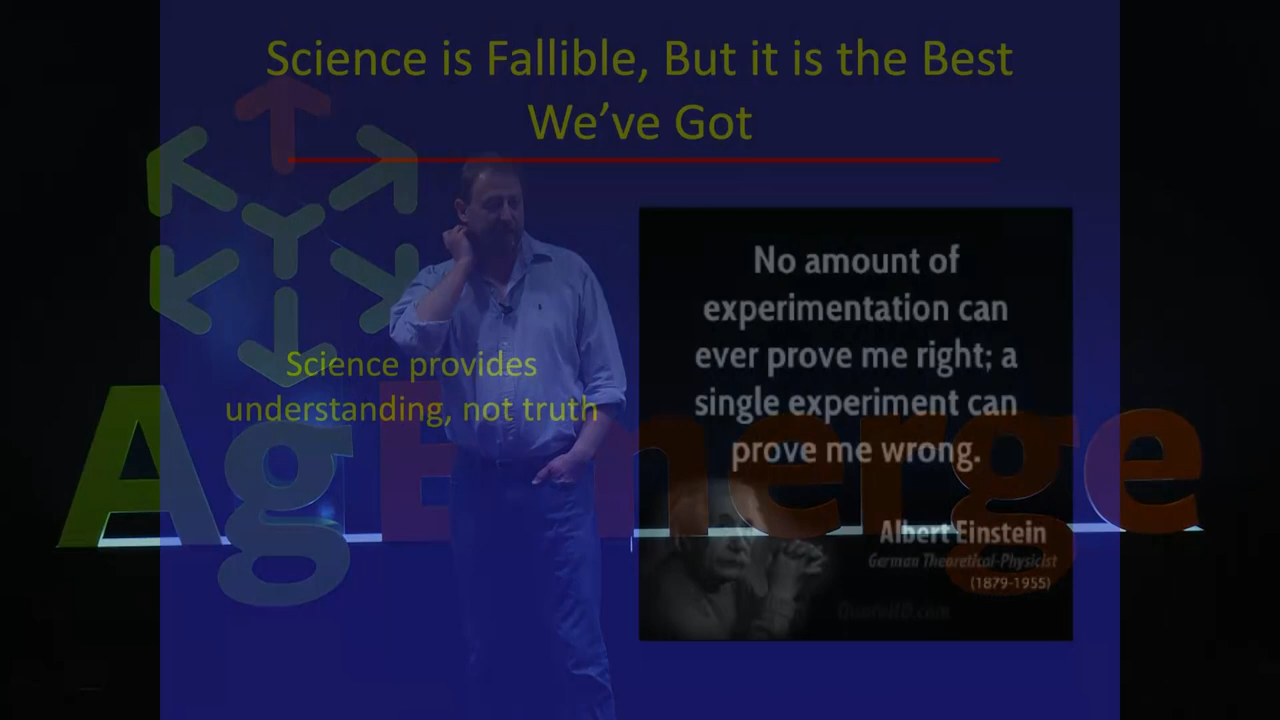 Science is Fallible, But it is the Best
We’ve Got
Science provides
understanding, not truth
No amount of
experimentation can
ever prove me right; a
single experiment can
prove me wrong.
Albert Einstein
German Theoretical-Physicist
(1879-1955)
AgEmerge